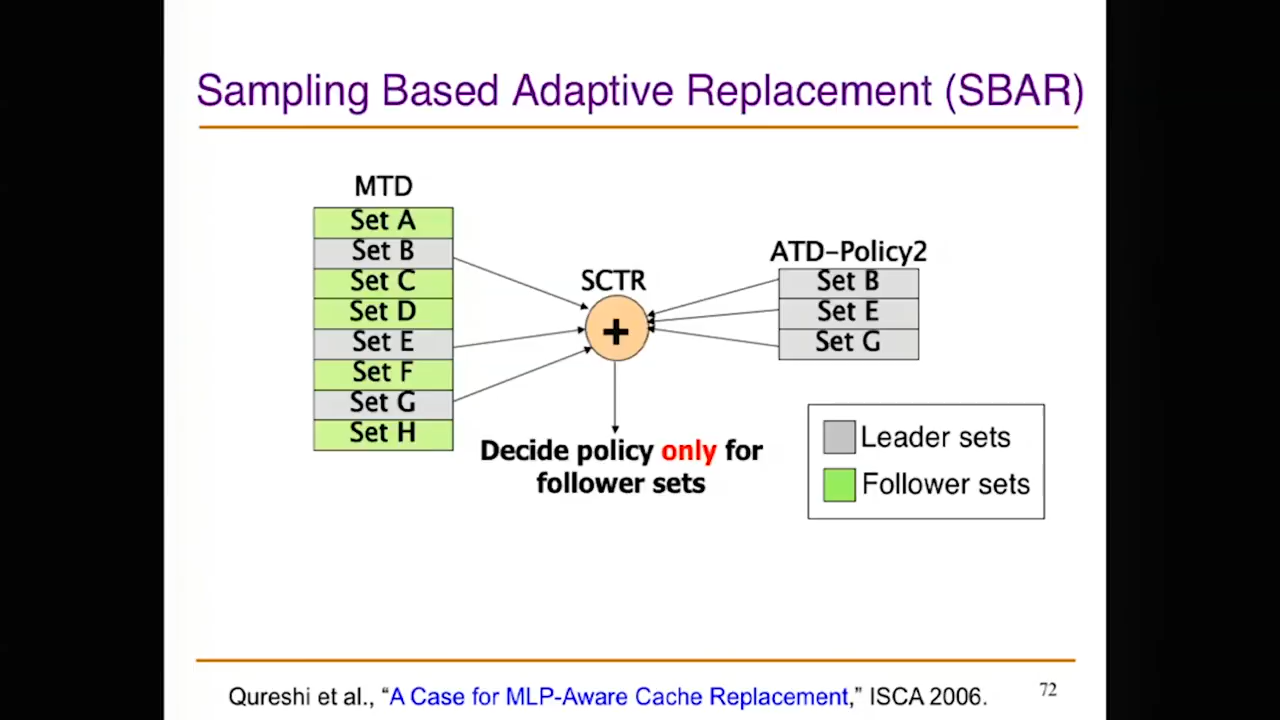 Sampling Based Adaptive Replacement (SBAR)
MTD
Set A
Set B
Set C
Set D
Set E
Set F
Set G
Set H
SCTR
+
Decide policy only for
follower sets
ATD-Policy2
Set B
Set E
Set G
Leader sets
Follower sets
Qureshi et al., “A Case for MLP-Aware Cache Replacement,” ISCA 2006.
72